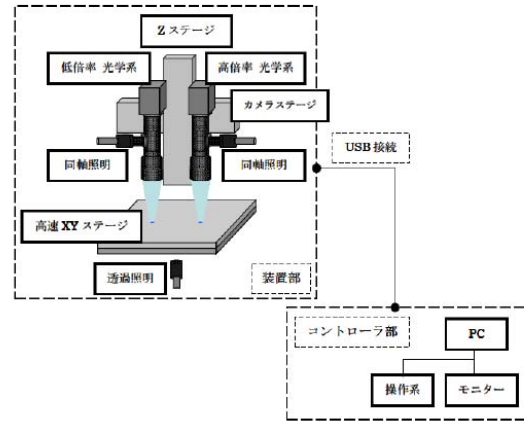 Zステージ
低倍率 光学系
高倍率 光学系
カメラステージ
同軸照明
同軸照明
USB接続
高速XYステージ
透過照明
装置部
コントローラ部
PC
操作系
モニター